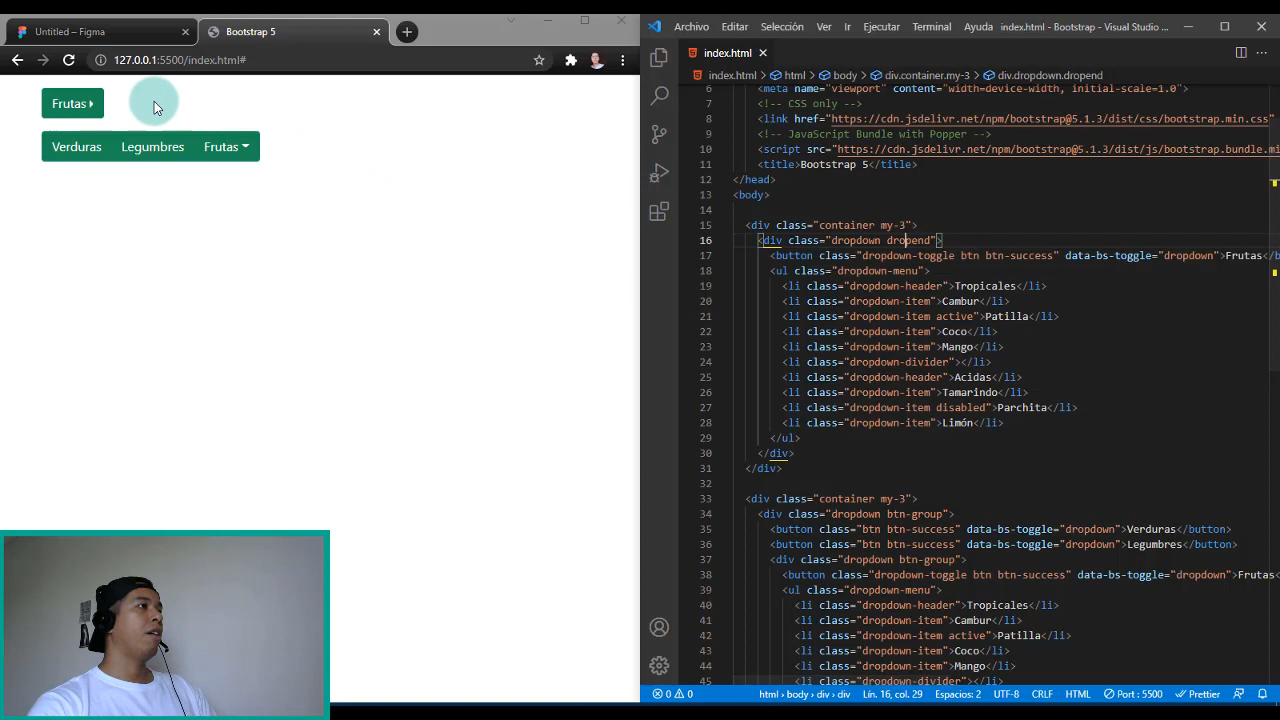 Untitled – Figma
Bootstrap 5
127.0.0.1:5500/index.html#
Frutas
Verduras Legumbres Frutas
Archivo Editar Selección Ver Ir Ejecutar Terminal Ayuda index.html - Bootstrap - Visual Studio ...
index.html
index.html > html > body > div.container.my-3 > div.dropdown.dropend
6 <meta name="viewport" content="width=device-width, initial-scale=1.0">
7 <!-- CSS only -->
8 <link href="https://cdn.jsdelivr.net/npm/bootstrap@5.1.3/dist/css/bootstrap.min.css"
9 <!-- JavaScript Bundle with Popper -->
10 <script src="https://cdn.jsdelivr.net/npm/bootstrap@5.1.3/dist/js/bootstrap.bundle.mi
11 <title>Bootstrap 5</title>
12 </head>
13 <body>
14
15 <div class="container my-3">
16 <div class="dropdown dropend">
17 <button class="dropdown-toggle btn btn-success" data-bs-toggle="dropdown">Frutas</b
18 <ul class="dropdown-menu">
19 <li class="dropdown-header">Tropicales</li>
20 <li class="dropdown-item">Cambur</li>
21 <li class="dropdown-item active">Patilla</li>
22 <li class="dropdown-item">Coco</li>
23 <li class="dropdown-item">Mango</li>
24 <li class="dropdown-divider"></li>
25 <li class="dropdown-header">Acidas</li>
26 <li class="dropdown-item">Tamarindo</li>
27 <li class="dropdown-item disabled">Parchita</li>
28 <li class="dropdown-item">Limón</li>
29 </ul>
30 </div>
31 </div>
32
33 <div class="container my-3">
34 <div class="dropdown btn-group">
35 <button class="btn btn-success" data-bs-toggle="dropdown">Verduras</button>
36 <button class="btn btn-success" data-bs-toggle="dropdown">Legumbres</button>
37 <div class="dropdown btn-group">
38 <button class="dropdown-toggle btn btn-success" data-bs-toggle="dropdown">Frutas<
39 <ul class="dropdown-menu">
40 <li class="dropdown-header">Tropicales</li>
41 <li class="dropdown-item">Cambur</li>
42 <li class="dropdown-item active">Patilla</li>
43 <li class="dropdown-item">Coco</li>
44 <li class="dropdown-item">Mango</li>
45 <li class="dropdown-divider"></li>
0 0 html > body > div > div Lín. 16, col. 29 Espacios: 2 UTF-8 CRLF HTML Port : 5500 Prettier